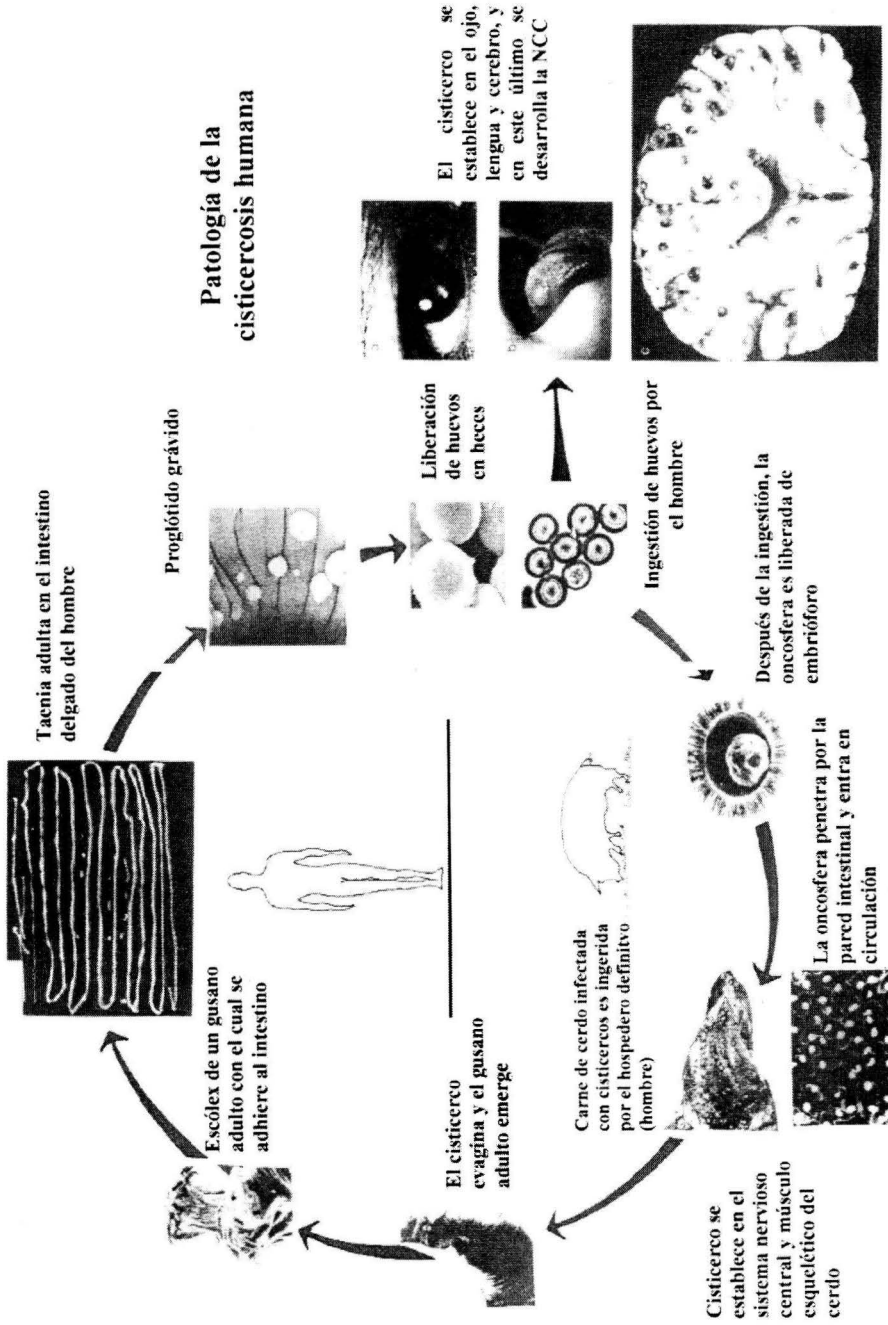 Patología de la
cisticercosis humana
Taenia adulta en el intestino
delgado del hombre
Proglótido grávido
Liberación
de huevos
en heces
El cisticerco se
establece en el ojo,
lengua y cerebro, y
en este último se
desarrolla la NCC
a
b
c
Ingestión de huevos por
el hombre
Después de la ingestión, la
oncosfera es liberada de
embrióforo
La oncosfera penetra por la
pared intestinal y entra en
circulación
Cisticerco se
establece en el
sistema nervioso
central y músculo
esquelético del
cerdo
Carne de cerdo infectada
con cisticercos es ingerida
por el hospedero definitvo
(hombre)
El cisticerco
evagina y el gusano
adulto emerge
Escólex de un gusano
adulto con el cual se
adhiere al intestino